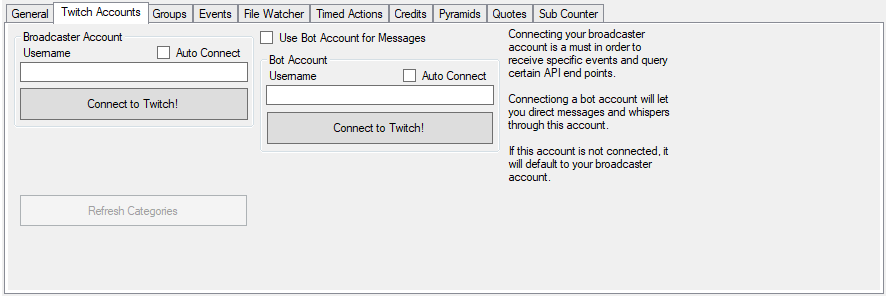 General Twitch Accounts Groups Events File Watcher Timed Actions Credits Pyramids Quotes Sub Counter
Broadcaster Account
Username Auto Connect
Connect to Twitch!
Refresh Categories
Use Bot Account for Messages
Bot Account
Username Auto Connect
Connect to Twitch!
Connecting your broadcaster
account is a must in order to
receive specific events and query
certain API end points.
Connectiong a bot account will let
you direct messages and whispers
through this account.
If this account is not connected, it
will default to your broadcaster
account.